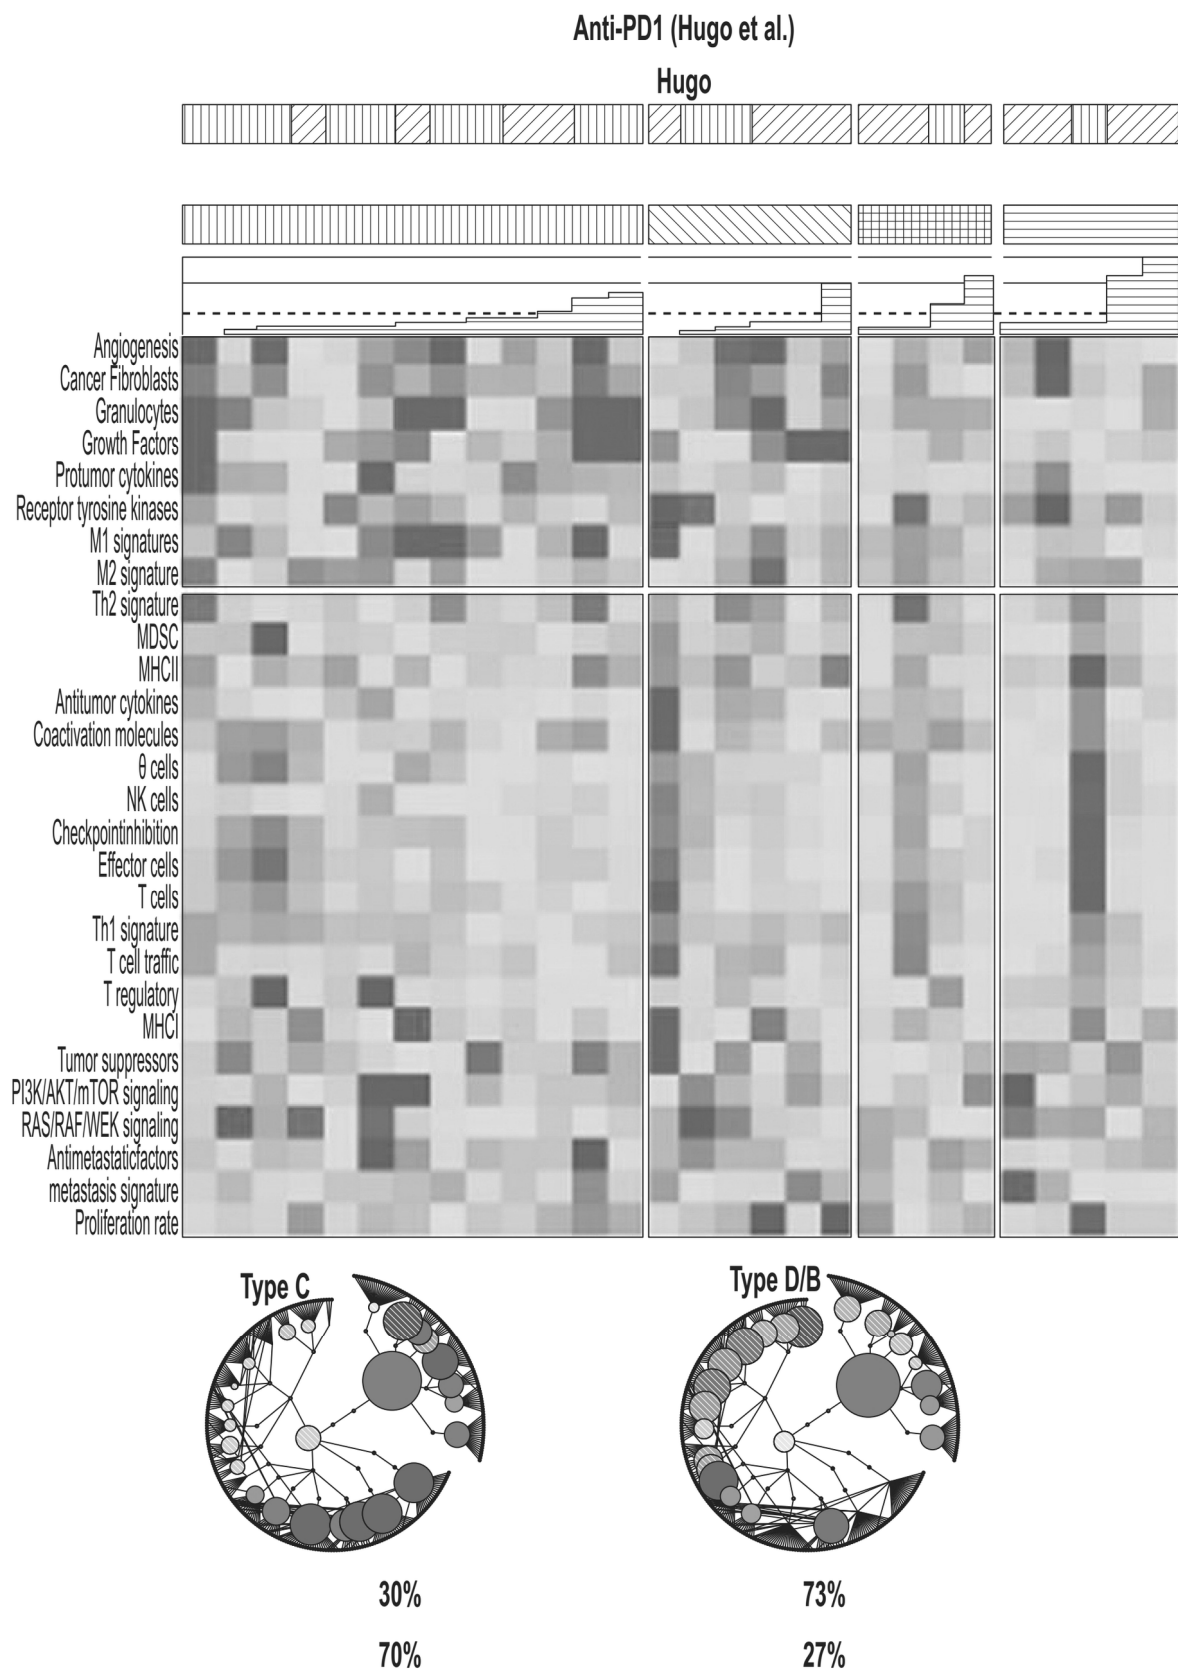 Anti-PD1 (Hugo et al.)
Hugo
Angiogenesis
Cancer Fibroblasts
Granulocytes
Growth Factors
Protumor cytokines
Receptor tyrosine kinases
M1 signatures
M2 signature
Th2 signature
MDSC
MHCII
Antitumor cytokines
Coactivation molecules
θ cells
NK cells
Checkpointinhibition
Effector cells
T cells
Th1 signature
T cell traffic
T regulatory
MHCI
Tumor suppressors
PI3K/AKT/mTOR signaling
RAS/RAF/WEK signaling
Antimetastaticfactors
metastasis signature
Proliferation rate
Type C
Type D/B
30%
73%
70%
27%